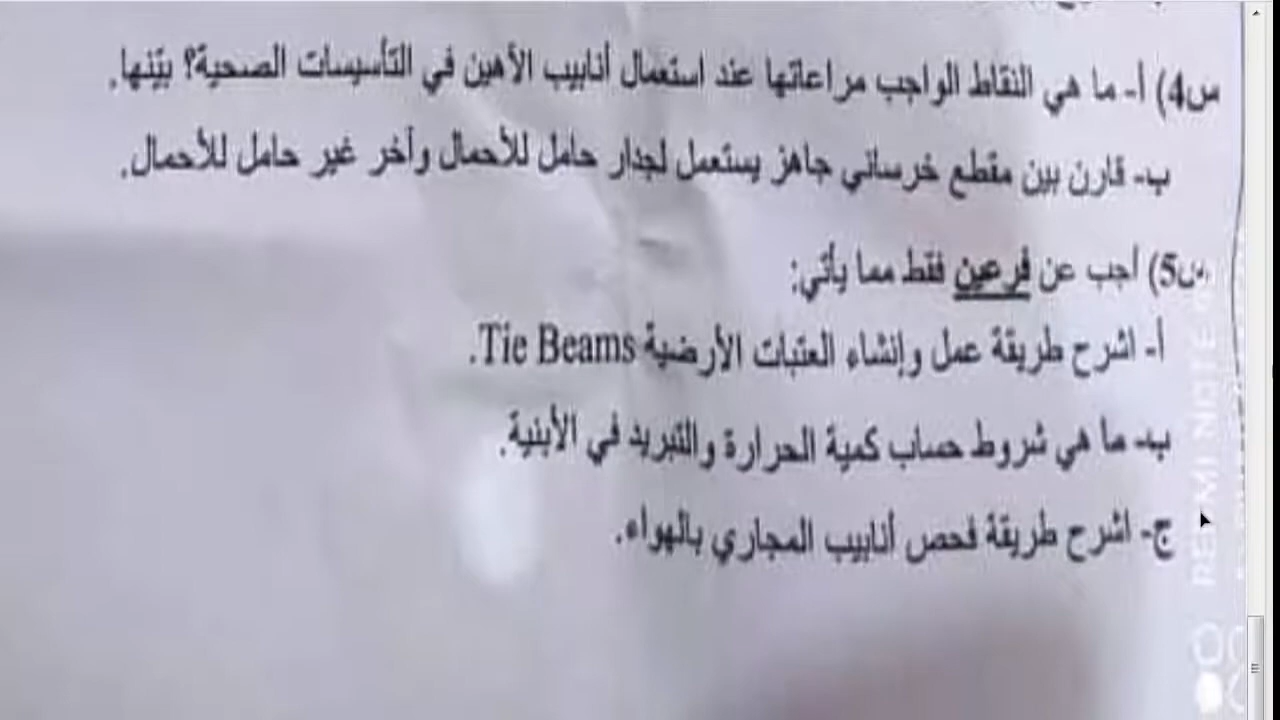 س4) أ- ما هي النقاط الواجب مراعاتها عند استعمال أنابيب الأهين في التأسيسات الصحية؟ بيّنها.
ب- قارن بين مقطع خرساني جاهز يستعمل لجدار حامل للأحمال وآخر غير حامل للأحمال.
س5) أجب عن فرعين فقط مما يأتي:
أ- اشرح طريقة عمل وإنشاء العتبات الأرضية Tie Beams.
ب- ما هي شروط حساب كمية الحرارة والتبريد في الأبنية.
ج- اشرح طريقة فحص أنابيب المجاري بالهواء.
REDMI NOTE